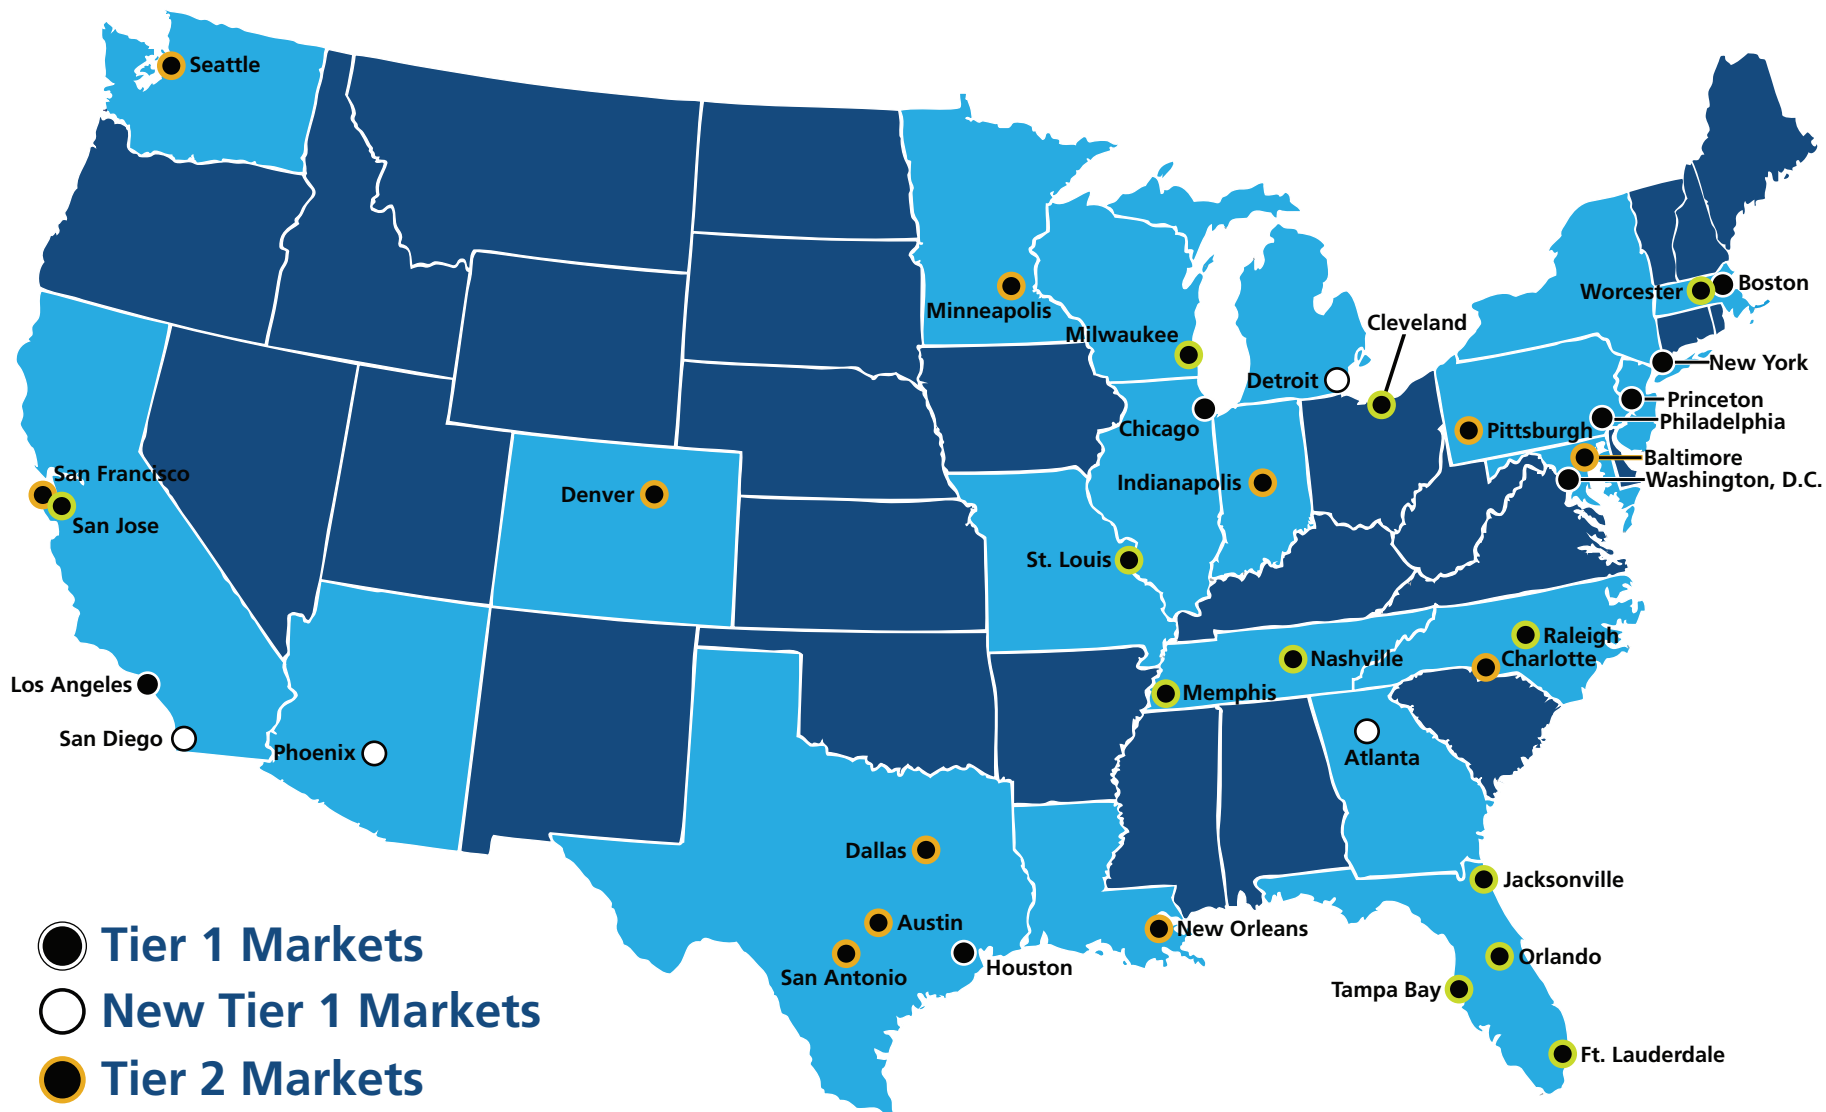 Seattle
Minneapolis
Milwaukee
Cleveland
Worcester
Boston
Detroit
New York
Chicago
Princeton
Philadelphia
Pittsburgh
Baltimore
Washington, D.C.
San Francisco
San Jose
Denver
Indianapolis
St. Louis
Raleigh
Charlotte
Nashville
Memphis
Los Angeles
San Diego
Phoenix
Atlanta
Dallas
Jacksonville
Austin
New Orleans
San Antonio
Houston
Orlando
Tampa Bay
Ft. Lauderdale
Tier 1 Markets
New Tier 1 Markets
Tier 2 Markets